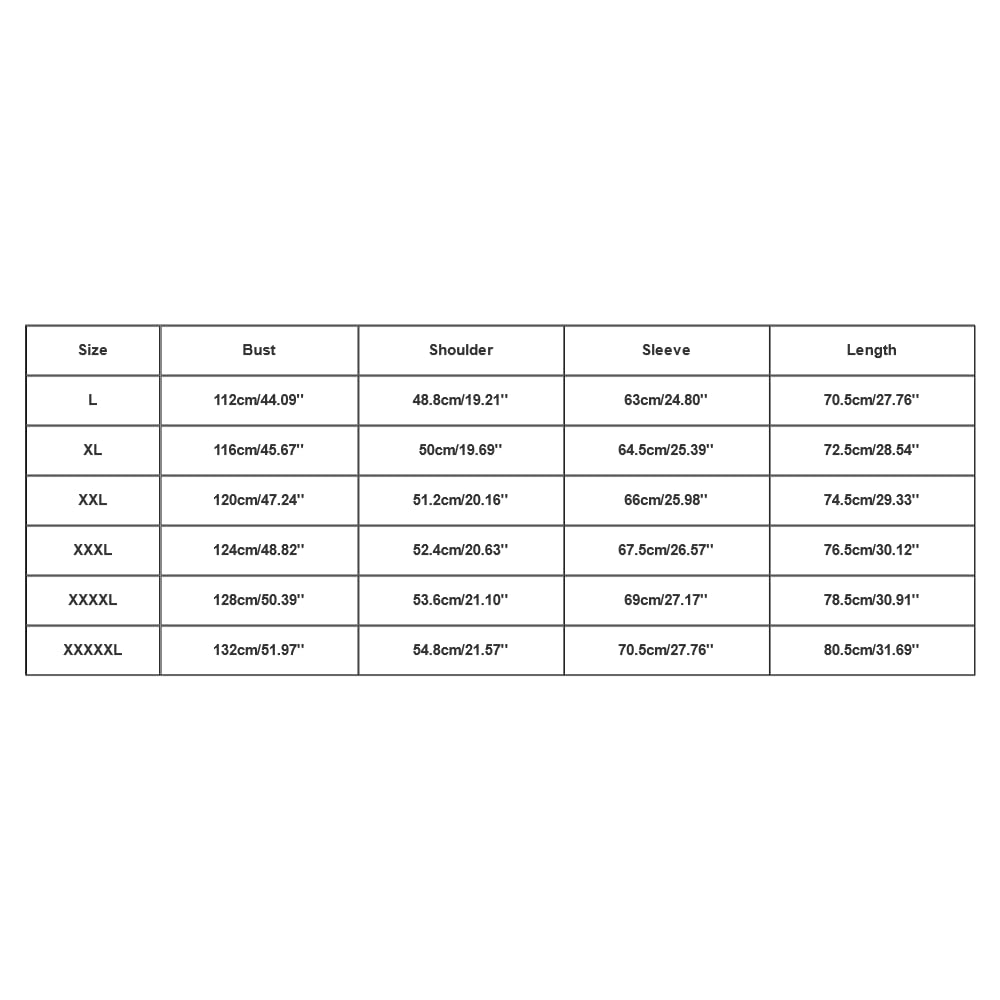 Size Bust Shoulder Sleeve Length
L 112cm/44.09'' 48.8cm/19.21'' 63cm/24.80'' 70.5cm/27.76''
XL 116cm/45.67'' 50cm/19.69'' 64.5cm/25.39'' 72.5cm/28.54''
XXL 120cm/47.24'' 51.2cm/20.16'' 66cm/25.98'' 74.5cm/29.33''
XXXL 124cm/48.82'' 52.4cm/20.63'' 67.5cm/26.57'' 76.5cm/30.12''
XXXXL 128cm/50.39'' 53.6cm/21.10'' 69cm/27.17'' 78.5cm/30.91''
XXXXXL 132cm/51.97'' 54.8cm/21.57'' 70.5cm/27.76'' 80.5cm/31.69''